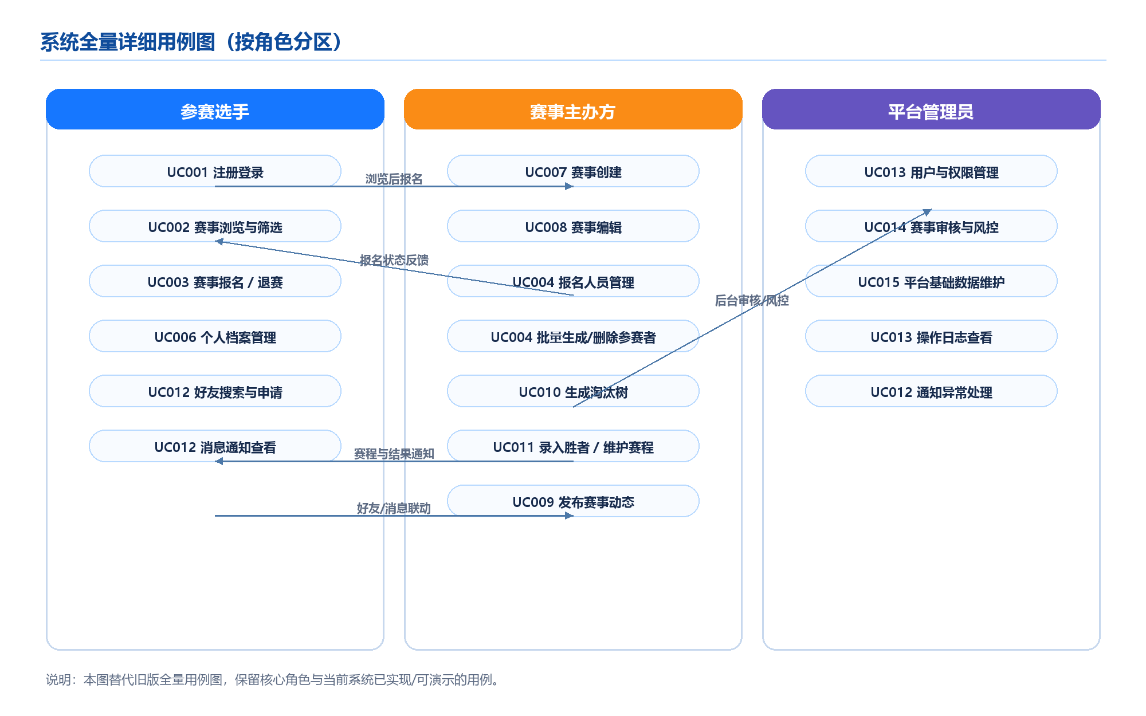 系统全量详细用例图（按角色分区）
参赛选手
赛事主办方
平台管理员
UC001 注册登录
UC002 赛事浏览与筛选
UC003 赛事报名 / 退赛
UC006 个人档案管理
UC012 好友搜索与申请
UC012 消息通知查看
浏览后报名
报名状态反馈
赛程与结果通知
好友/消息联动
UC007 赛事创建
UC008 赛事编辑
UC004 报名人员管理
UC004 批量生成/删除参赛者
UC010 生成淘汰树
UC011 录入胜者 / 维护赛程
UC009 发布赛事动态
后台审核/风控
UC013 用户与权限管理
UC014 赛事审核与风控
UC015 平台基础数据维护
UC013 操作日志查看
UC012 通知异常处理
说明：本图替代旧版全量用例图，保留核心角色与当前系统已实现/可演示的用例。